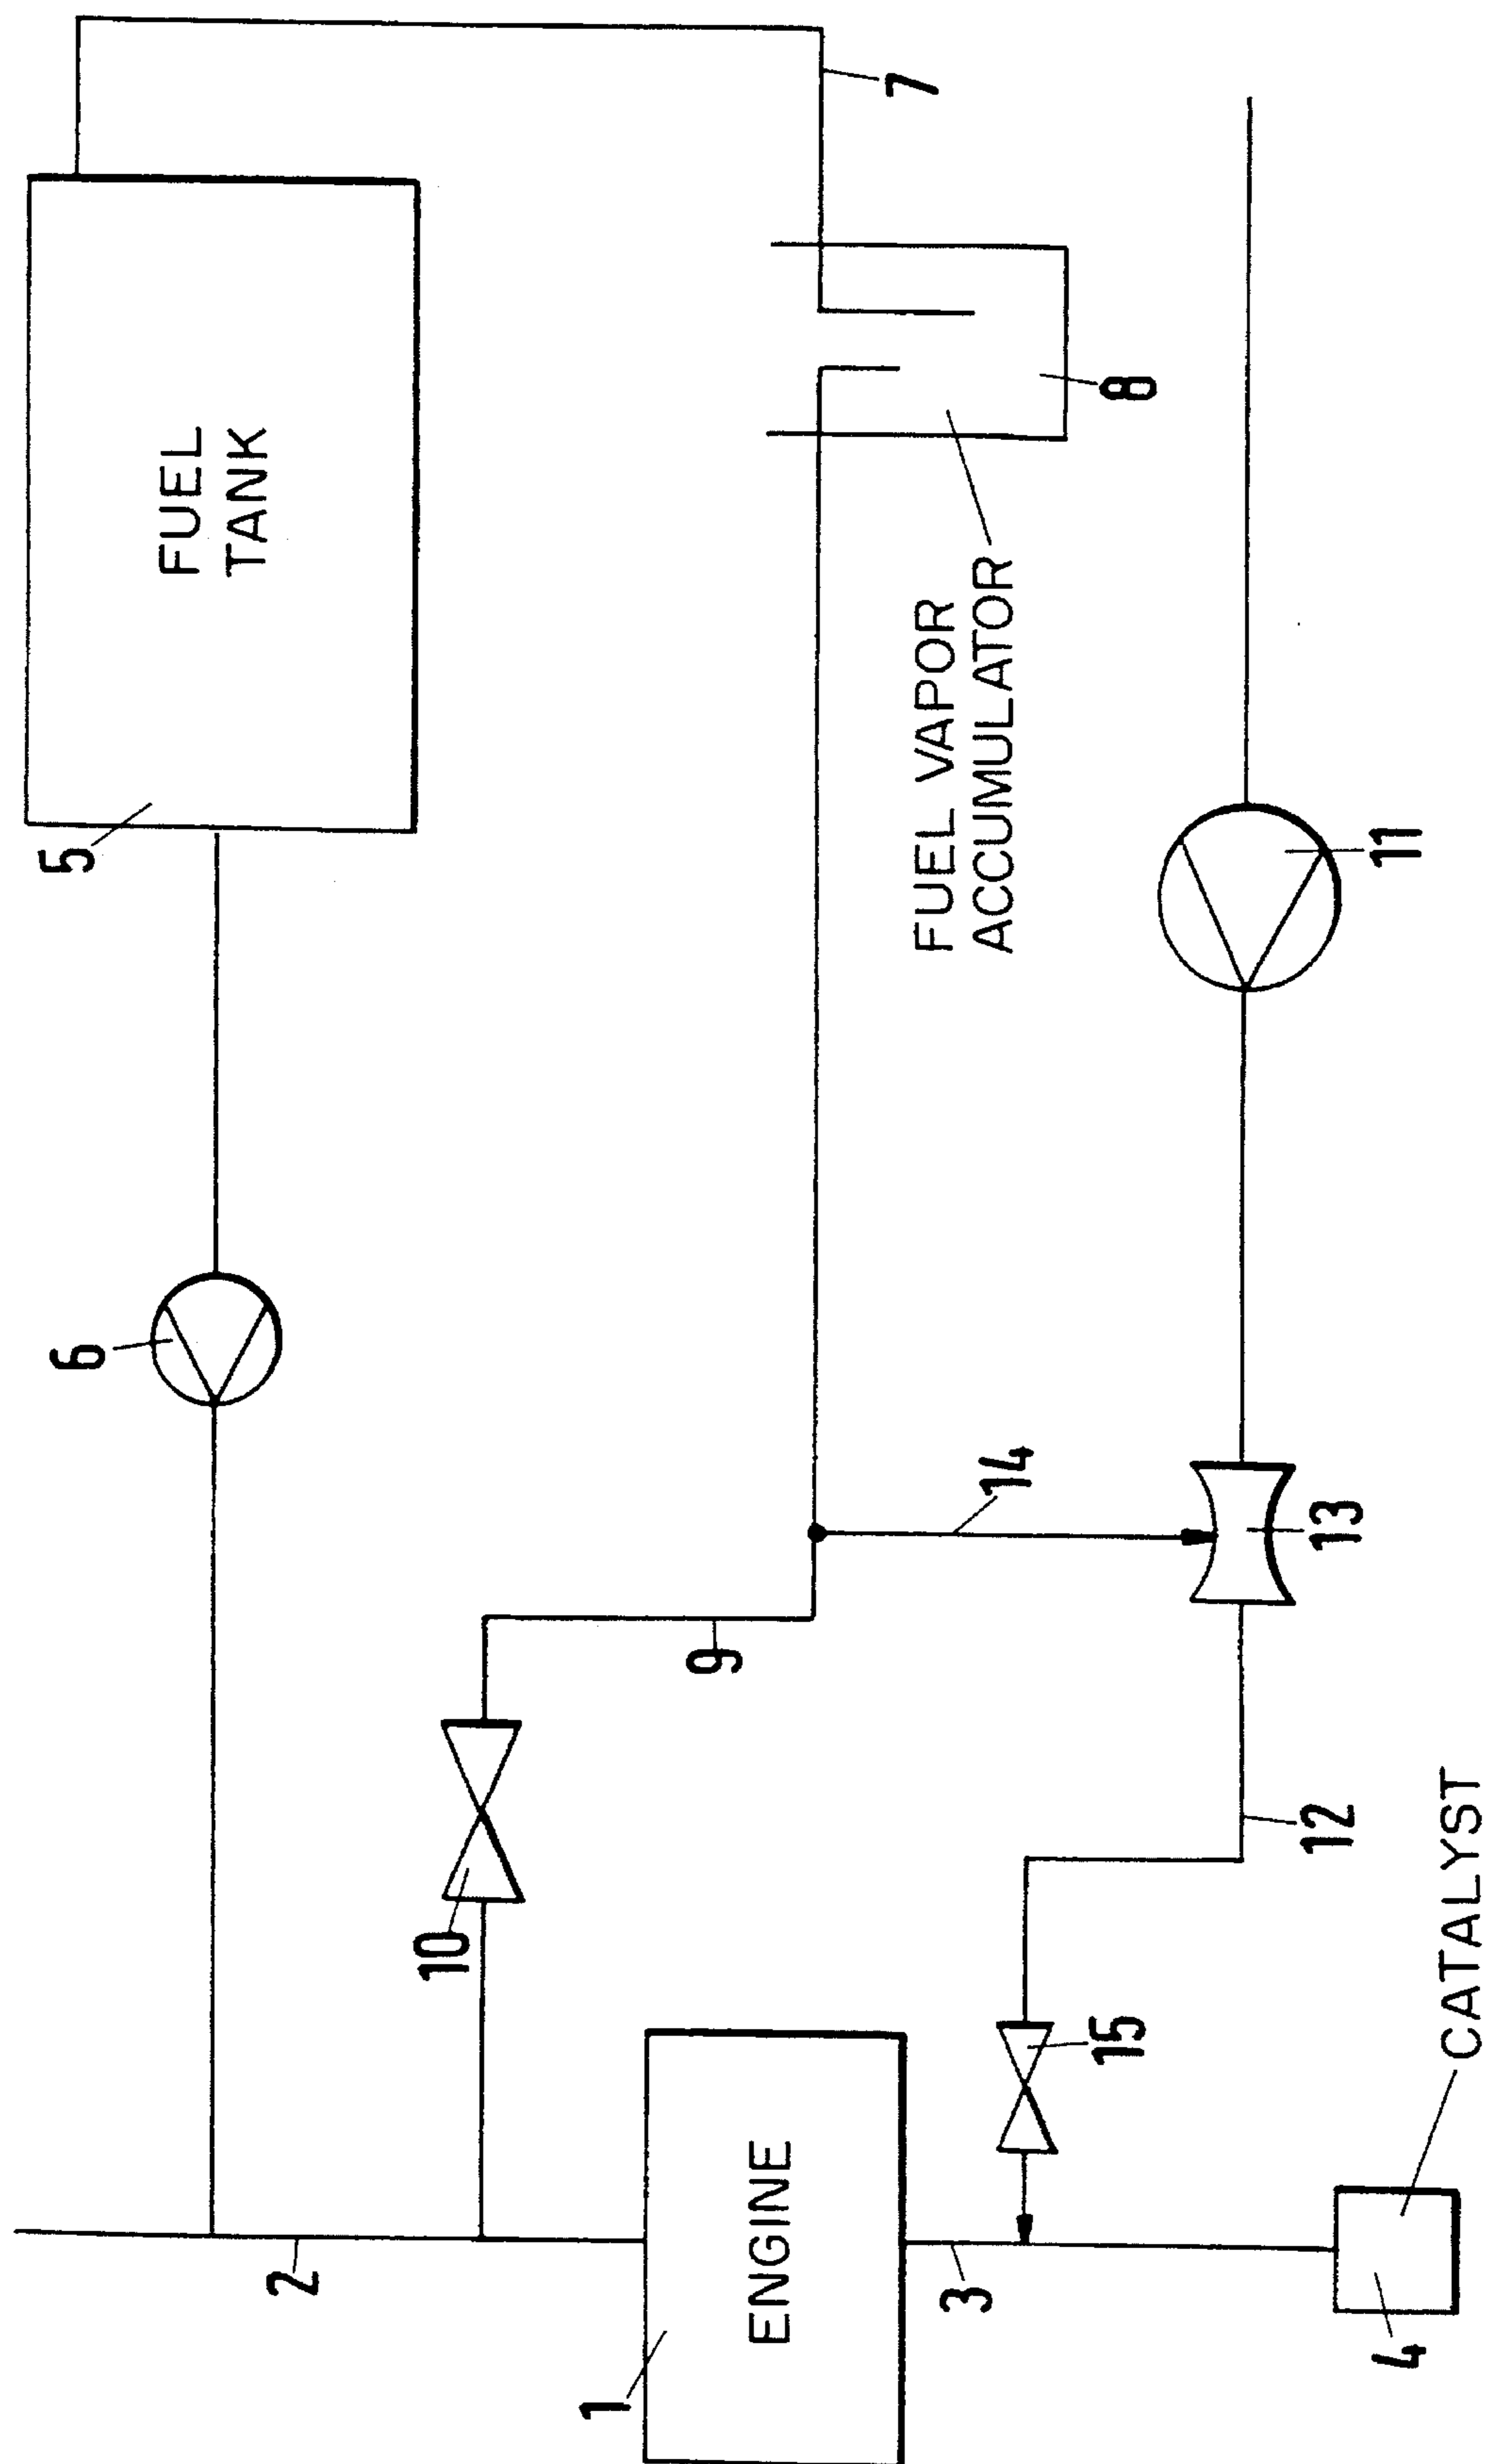 FUEL
TANK
5
6
7
8
FUEL VAPOR
ACCUMULATOR
11
14
13
9
10
12
15
2
ENGINE
1
3
4
CATALYST